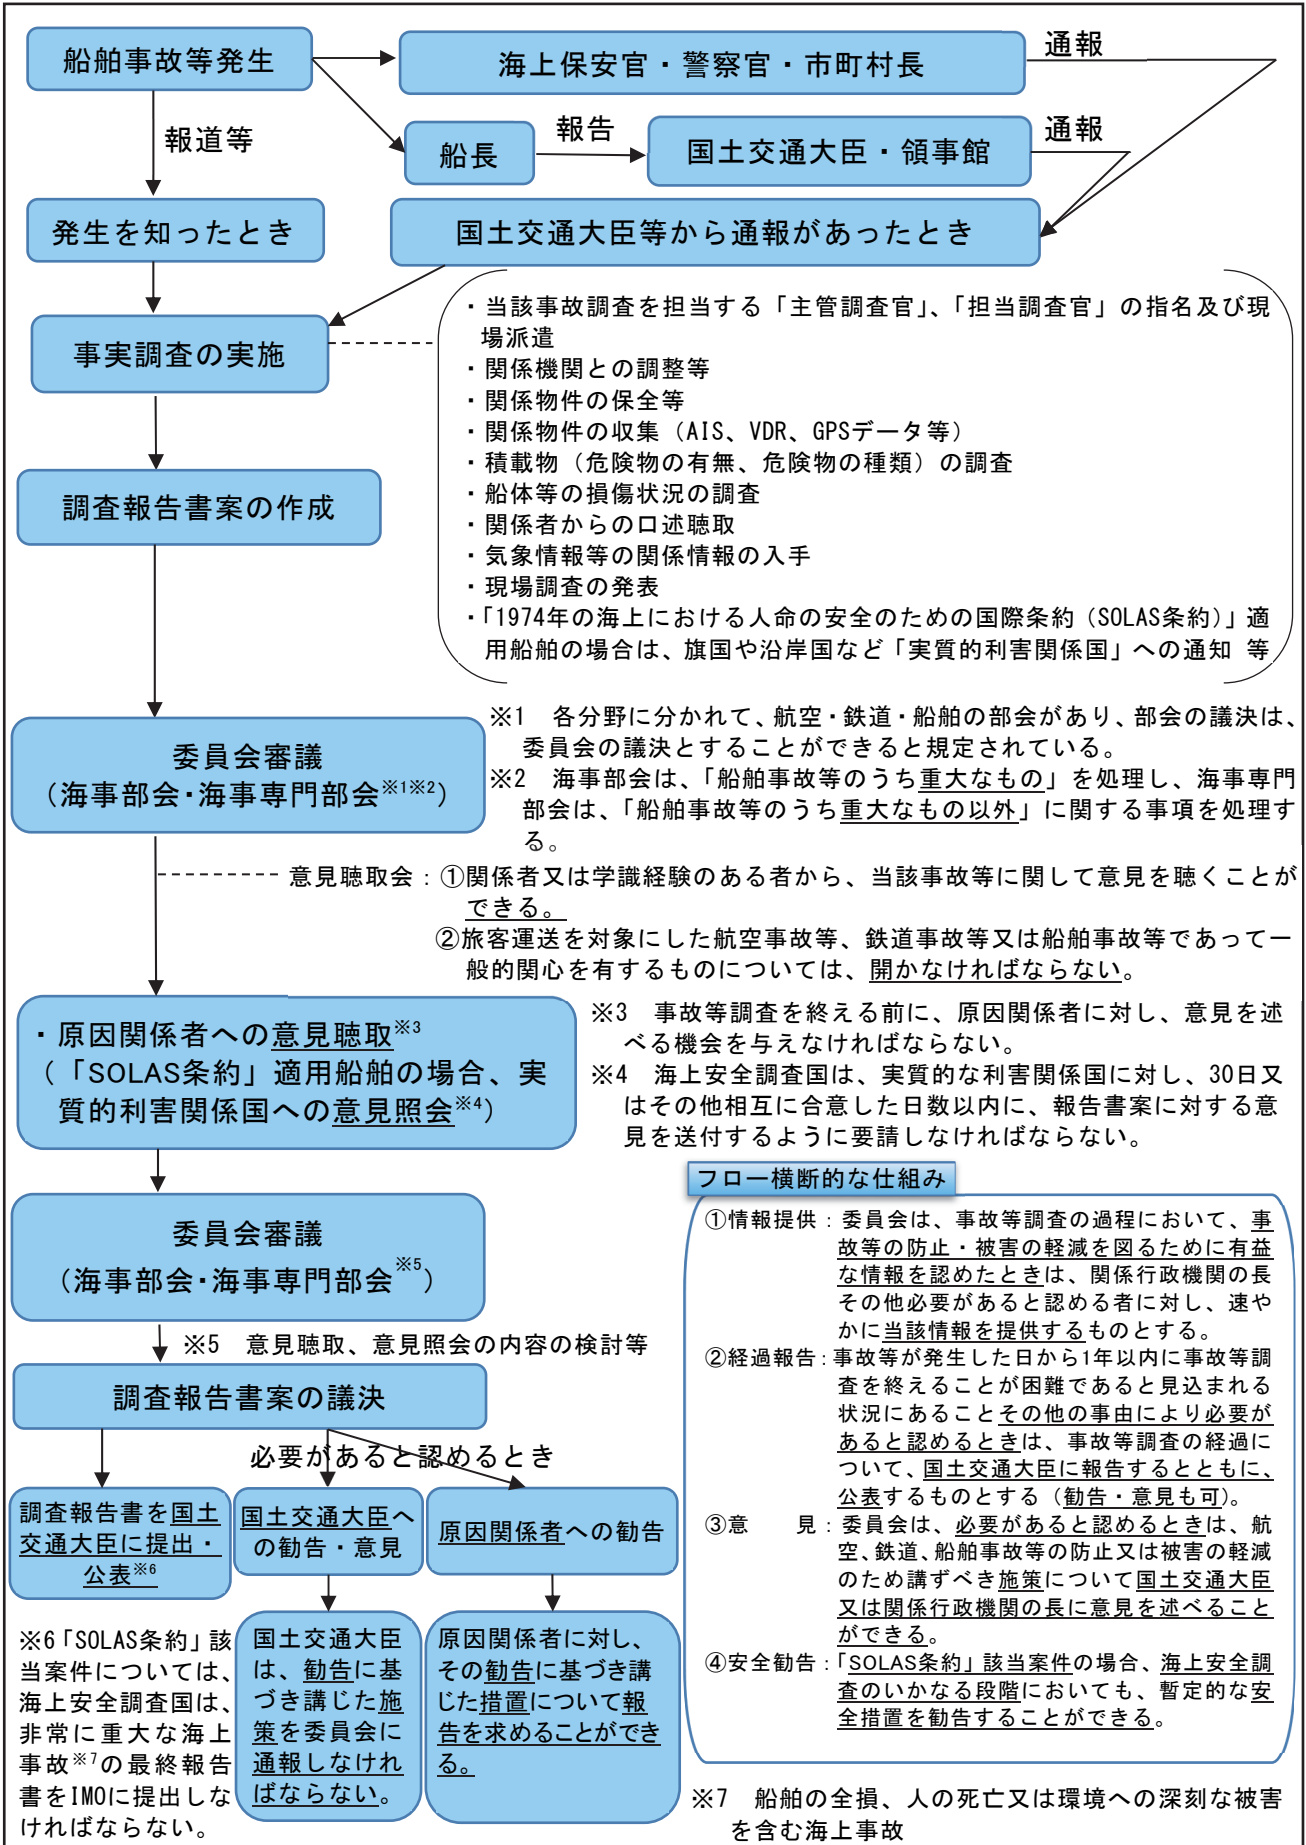 船舶事故等発生
海上保安官・警察官・市町村長
通報
報道等
船長
報告
国土交通大臣・領事館
通報
発生を知ったとき
国土交通大臣等から通報があったとき
事実調査の実施
・当該事故調査を担当する「主管調査官」、「担当調査官」の指名及び現
場派遣
・関係機関との調整等
・関係物件の保全等
・関係物件の収集（AIS、VDR、GPSデータ等）
・積載物（危険物の有無、危険物の種類）の調査
・船体等の損傷状況の調査
・関係者からの口述聴取
・気象情報等の関係情報の入手
・現場調査の発表
・「1974年の海上における人命の安全のための国際条約（SOLAS条約）」適
用船舶の場合は、旗国や沿岸国など「実質的利害関係国」への通知 等
調査報告書案の作成
委員会審議
（海事部会・海事専門部会※1※2）
※1　各分野に分かれて、航空・鉄道・船舶の部会があり、部会の議決は、
委員会の議決とすることができると規定されている。
※2　海事部会は、「船舶事故等のうち重大なもの」を処理し、海事専門
部会は、「船舶事故等のうち重大なもの以外」に関する事項を処理す
る。
意見聴取会：①関係者又は学識経験のある者から、当該事故等に関して意見を聴くことが
できる。
②旅客運送を対象にした航空事故等、鉄道事故等又は船舶事故等であって一
般的関心を有するものについては、開かなければならない。
・原因関係者への意見聴取※3
（「SOLAS条約」適用船舶の場合、実
質的利害関係国への意見照会※4）
※3　事故等調査を終える前に、原因関係者に対し、意見を述
べる機会を与えなければならない。
※4　海上安全調査国は、実質的な利害関係国に対し、30日又
はその他相互に合意した日数以内に、報告書案に対する意
見を送付するように要請しなければならない。
委員会審議
（海事部会・海事専門部会※5）
※5　意見聴取、意見照会の内容の検討等
調査報告書案の議決
必要があると認めるとき
調査報告書を国土
交通大臣に提出・
公表※6
国土交通大臣へ
の勧告・意見
原因関係者への勧告
※6「SOLAS条約」該
当案件については、
海上安全調査国は、
非常に重大な海上
事故※7の最終報告
書をIMOに提出しな
ければならない。
国土交通大臣
は、勧告に基
づき講じた施
策を委員会に
通報しなけれ
ばならない。
原因関係者に対し、
その勧告に基づき講
じた措置について報
告を求めることができ
る。
フロー横断的な仕組み
①情報提供：委員会は、事故等調査の過程において、事
故等の防止・被害の軽減を図るために有益
な情報を認めたときは、関係行政機関の長
その他必要があると認める者に対し、速や
かに当該情報を提供するものとする。
②経過報告：事故等が発生した日から1年以内に事故等調
査を終えることが困難であると見込まれる
状況にあることその他の事由により必要が
あると認めるときは、事故等調査の経過に
ついて、国土交通大臣に報告するとともに、
公表するものとする（勧告・意見も可）。
③意　　見：委員会は、必要があると認めるときは、航
空、鉄道、船舶事故等の防止又は被害の軽減
のため講ずべき施策について国土交通大臣
又は関係行政機関の長に意見を述べること
ができる。
④安全勧告：「SOLAS条約」該当案件の場合、海上安全調
査のいかなる段階においても、暫定的な安
全措置を勧告することができる。
※7　船舶の全損、人の死亡又は環境への深刻な被害
を含む海上事故